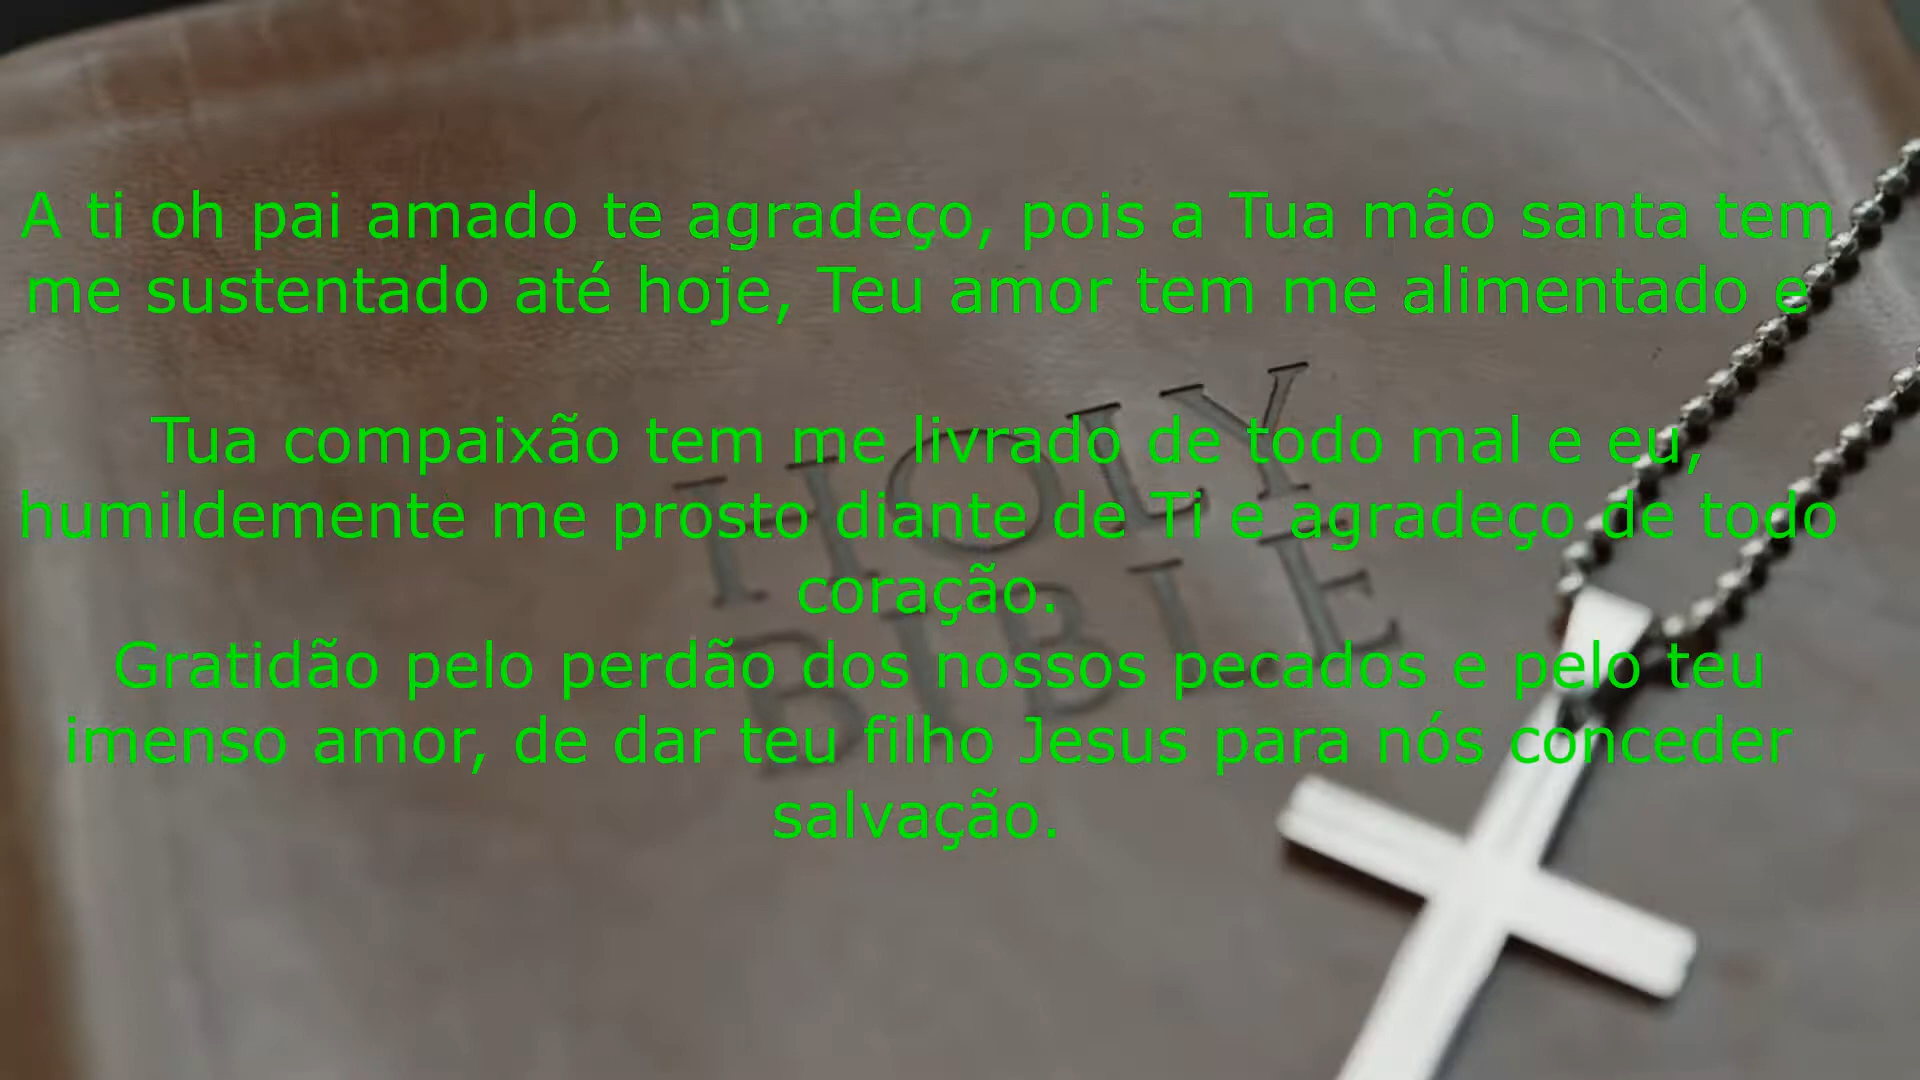 A ti oh pai amado te agradeço, pois a Tua mão santa tem
me sustentado até hoje, Teu amor tem me alimentado e
Tua compaixão tem me livrado de todo mal e eu,
humildemente me prosto diante de Ti e agradeço de todo
coração.
Gratidão pelo perdão dos nossos pecados e pelo teu
imenso amor, de dar teu filho Jesus para nós conceder
salvação.
HOLY
BIBLE